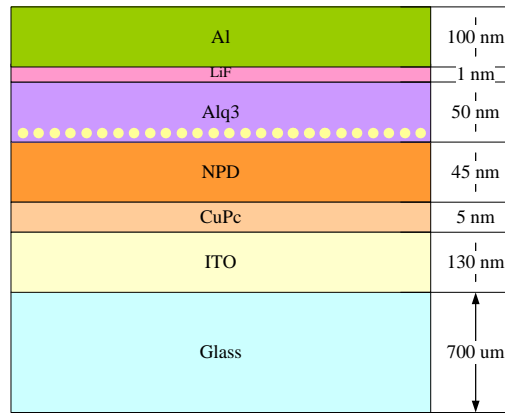 Al 100 nm
LiF 1 nm
Alq3 50 nm
NPD 45 nm
CuPc 5 nm
ITO 130 nm
Glass 700 um